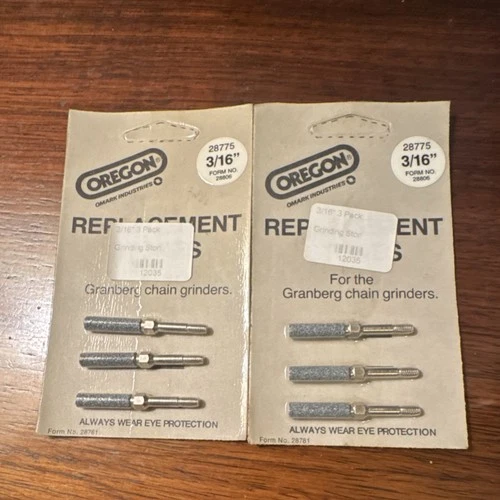 OREGON®
OMARK INDUSTRIES
28775
3/16"
FORM NO.
28806
REPLACEMENT
S
3/16" 3 Pack
Grinding Ston
12035
Granberg chain grinders.
ALWAYS WEAR EYE PROTECTION
Form No. 28781
OREGON®
OMARK INDUSTRIES
28775
3/16"
FORM NO.
28806
REP
ENT
S
3/16" 3 Pack
Grinding Ston
12035
For the
Granberg chain grinders.
ALWAYS WEAR EYE PROTECTION
Form No. 28781